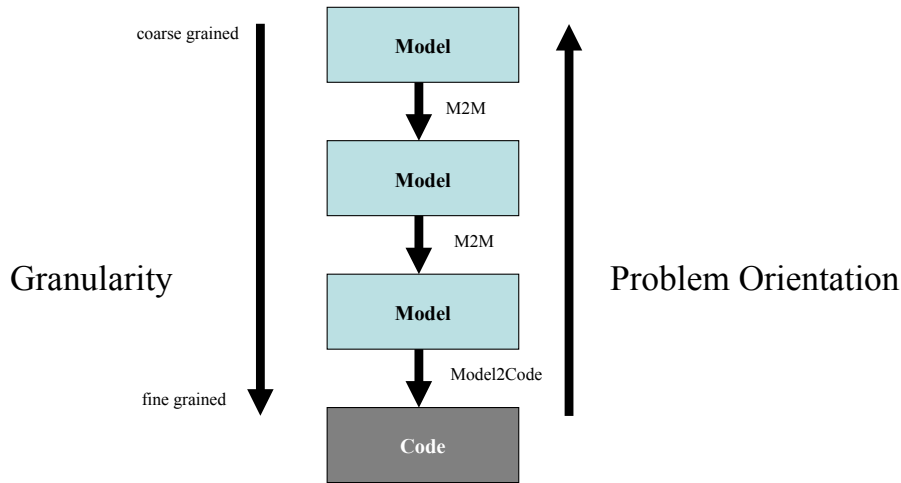 coarse grained
Model
M2M
Model
M2M
Granularity
Problem Orientation
Model
Model2Code
fine grained
Code